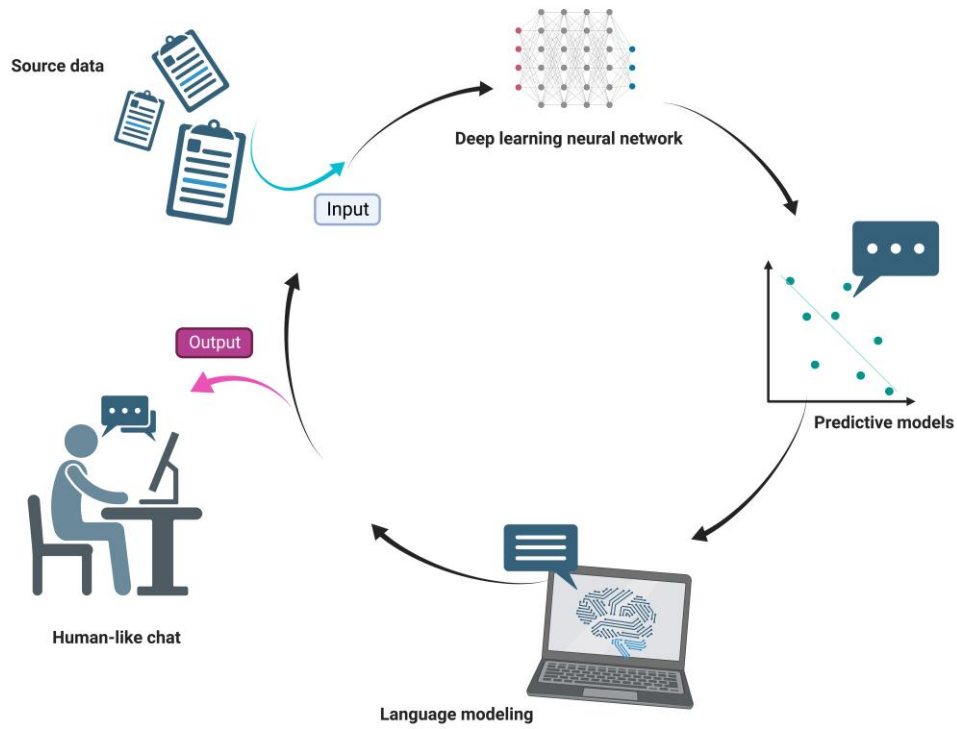 Source data
Deep learning neural network
Input
Predictive models
Output
Human-like chat
Language modeling